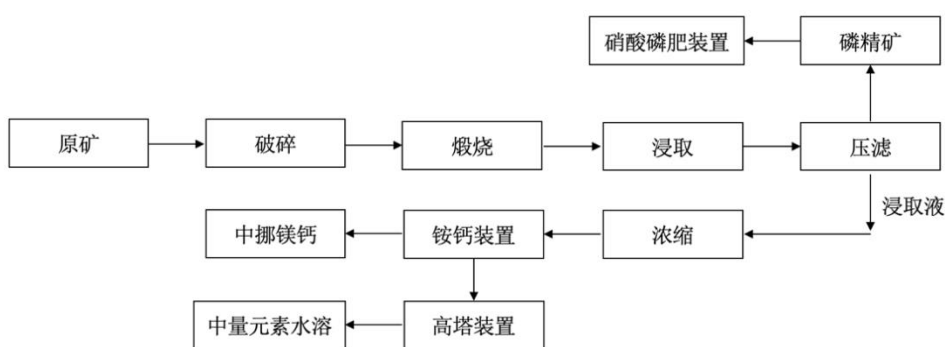 硝酸磷肥装置
磷精矿
原矿
破碎
煅烧
浸取
压滤
浸取液
中挪镁钙
铵钙装置
浓缩
中量元素水溶
高塔装置